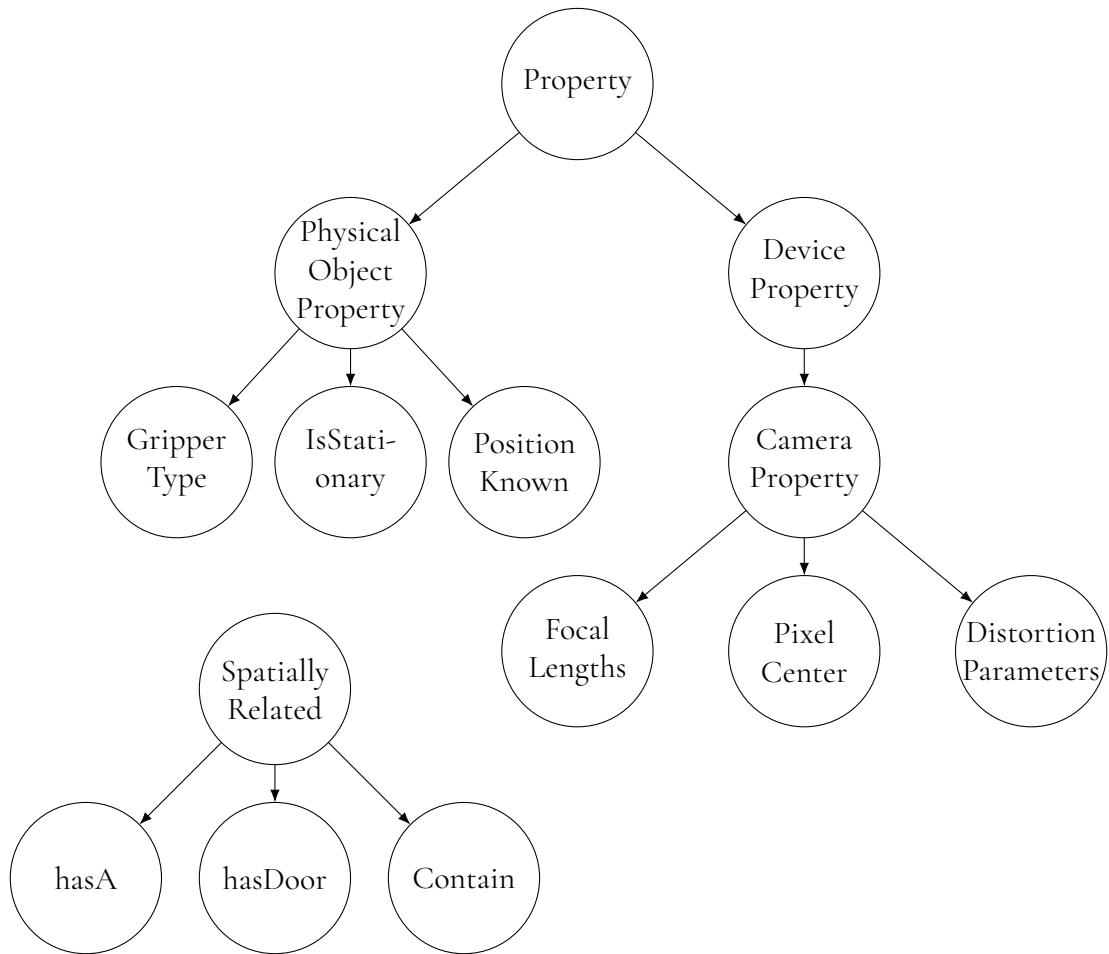 Property
Physical
Object
Property
Device
Property
Gripper
Type
IsStati-
onary
Position
Known
Camera
Property
Focal
Lengths
Pixel
Center
Distortion
Parameters
Spatially
Related
hasA
hasDoor
Contain